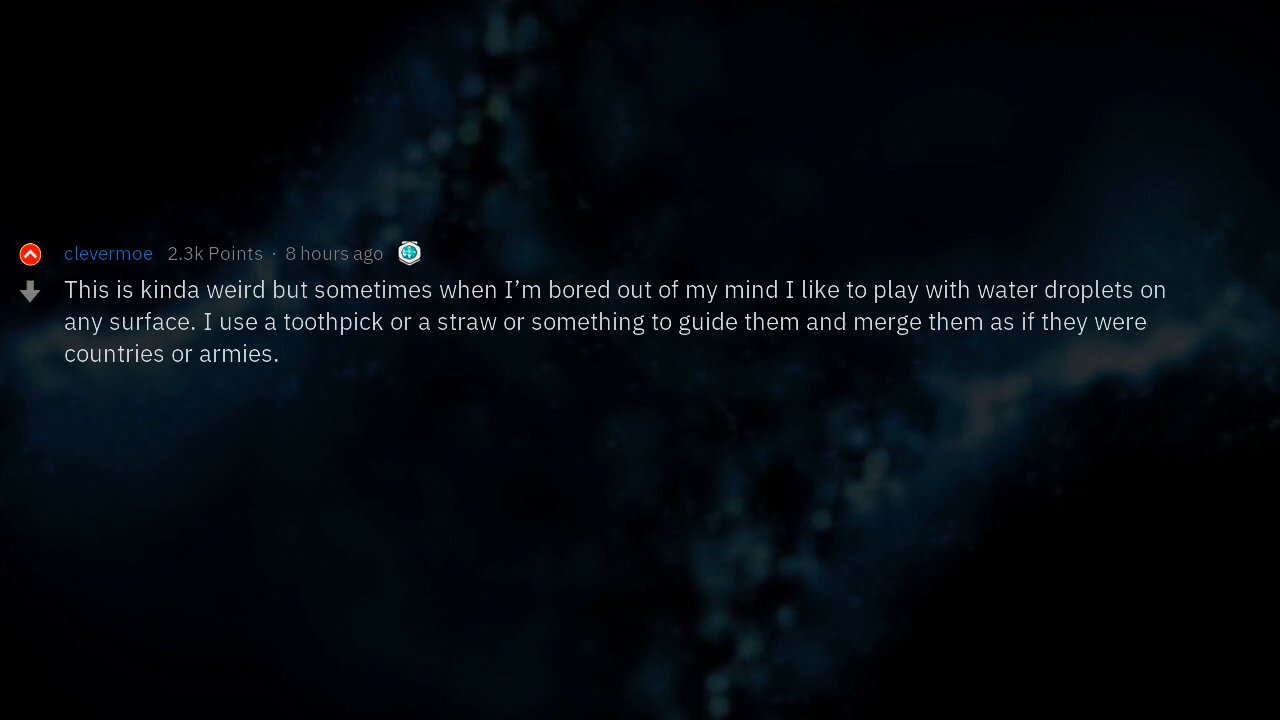 clevermoe 2.3k Points · 8 hours ago
This is kinda weird but sometimes when I’m bored out of my mind I like to play with water droplets on
any surface. I use a toothpick or a straw or something to guide them and merge them as if they were
countries or armies.